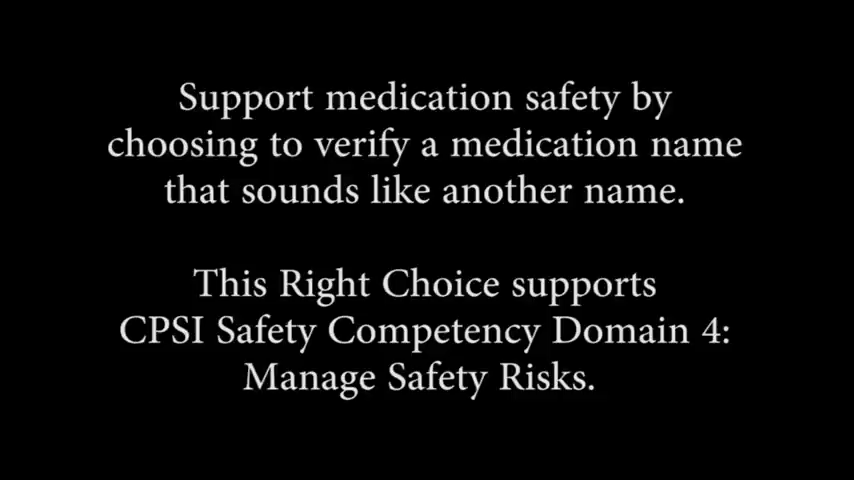 Support medication safety by
choosing to verify a medication name
that sounds like another name.
This Right Choice supports
CPSI Safety Competency Domain 4:
Manage Safety Risks.